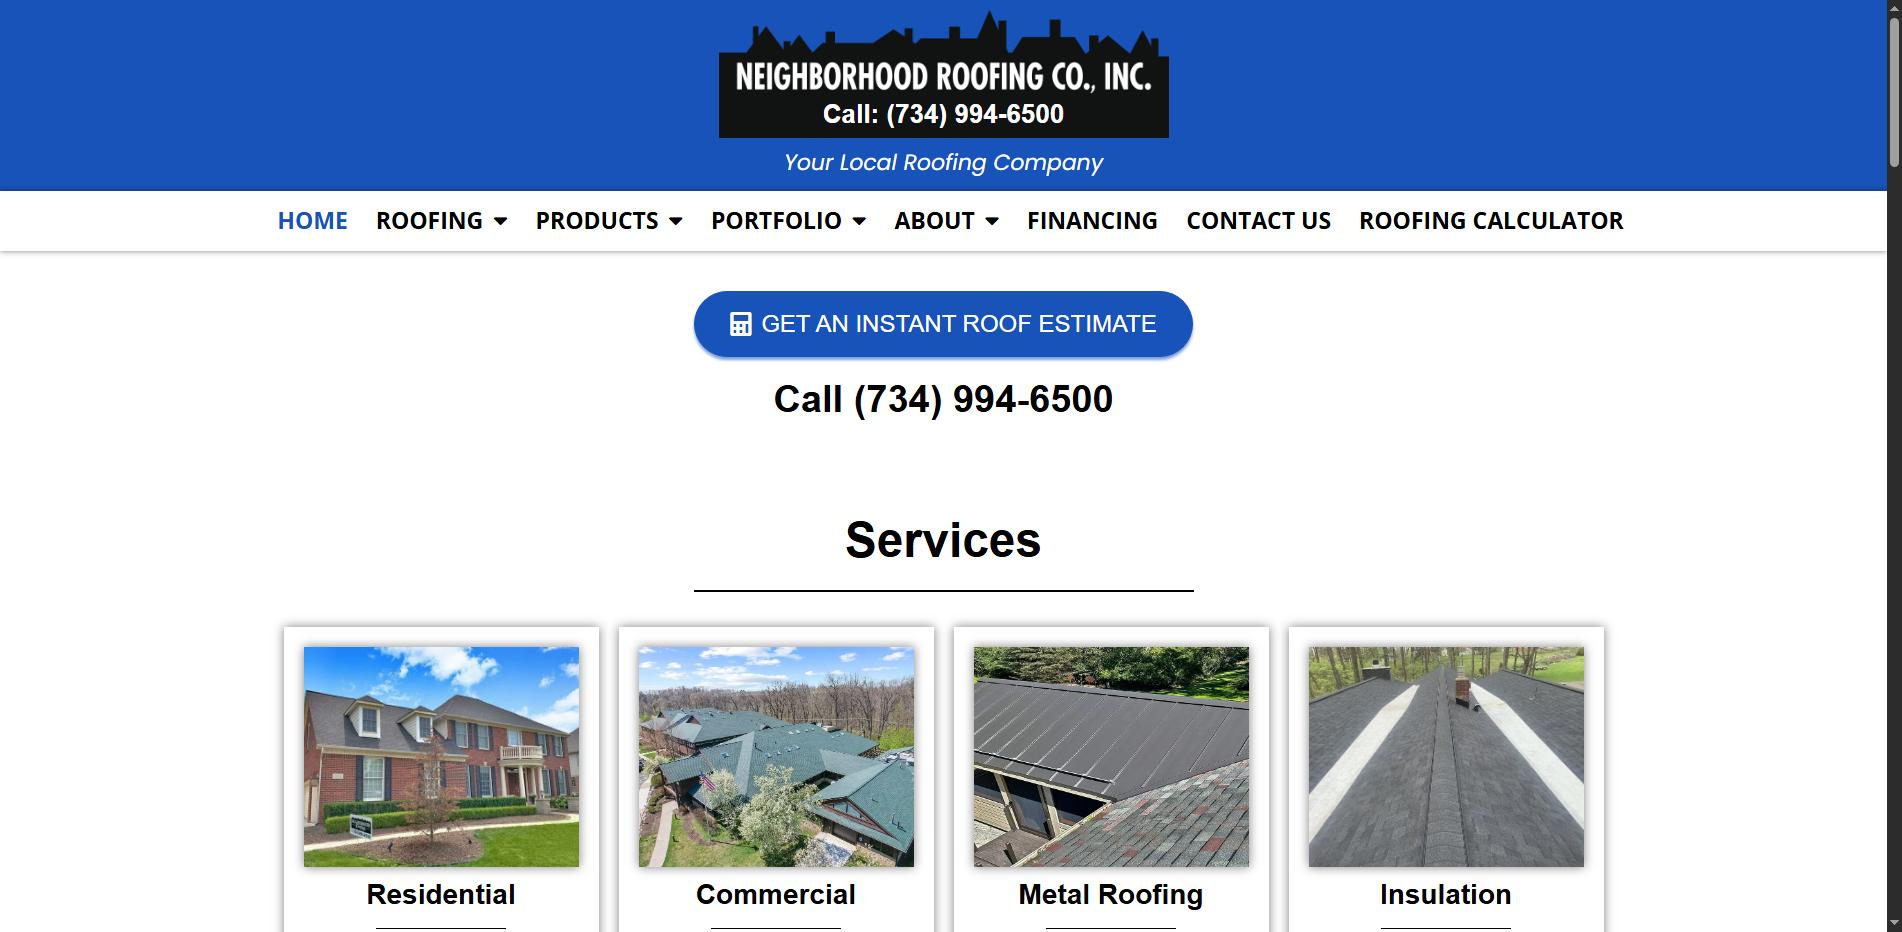 NEIGHBORHOOD ROOFING CO., INC.
Call: (734) 994-6500
Your Local Roofing Company
HOME ROOFING PRODUCTS PORTFOLIO ABOUT FINANCING CONTACT US ROOFING CALCULATOR
GET AN INSTANT ROOF ESTIMATE
Call (734) 994-6500
Services
Residential Commercial Metal Roofing Insulation